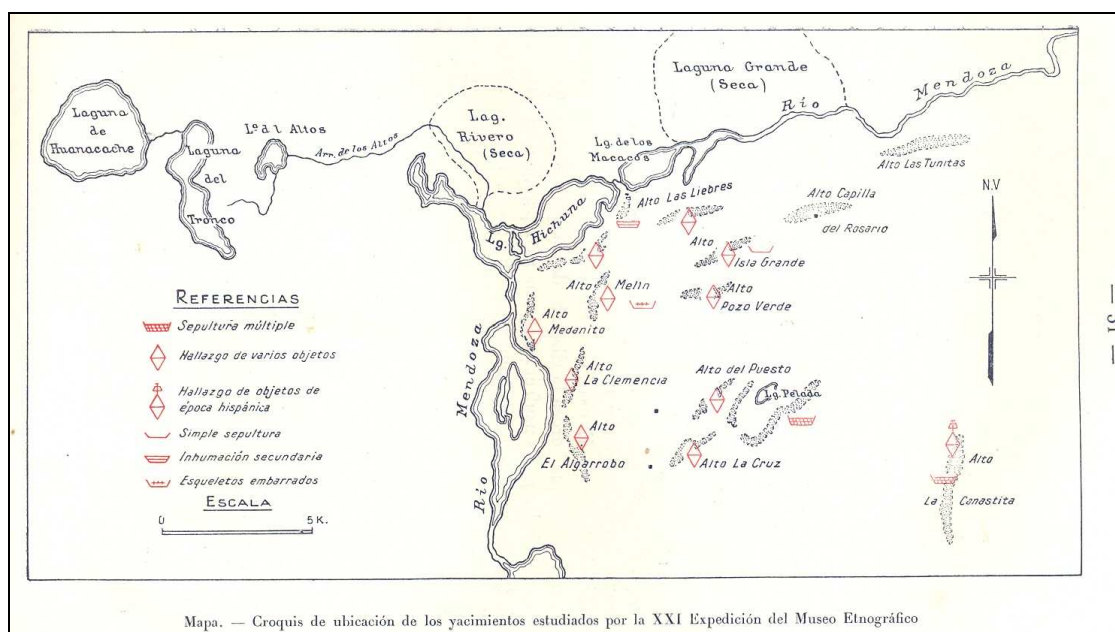 Laguna
de
Huanacache
Laguna
del
Tronco
Lª. d l Altos
Arr. de los Altos
Lag.
Rivero
(Seca)
Laguna Grande
(Seca)
Río Mendoza
Lg. de los
Macacos
Lg. Hichuna
Alto Las Tunitas
Alto Las Liebres
Alto Capilla
del Rosario
N.V
Alto
Isla Grande
Alto Melín
Alto
Pozo Verde
Alto
Medanito
Alto
La Clemencia
Alto del Puesto
Lg. Pelada
Alto
El Algarrobo
Alto La Cruz
Alto
La Canastita
Río Mendoza
REFERENCIAS
Sepultura múltiple
Hallazgo de varios objetos
Hallazgo de objetos de
época hispánica
Simple sepultura
Inhumación secundaria
Esqueletos embarrados
ESCALA
0 5 K.
— 51 —
Mapa. — Croquis de ubicación de los yacimientos estudiados por la XXI Expedición del Museo Etnográfico